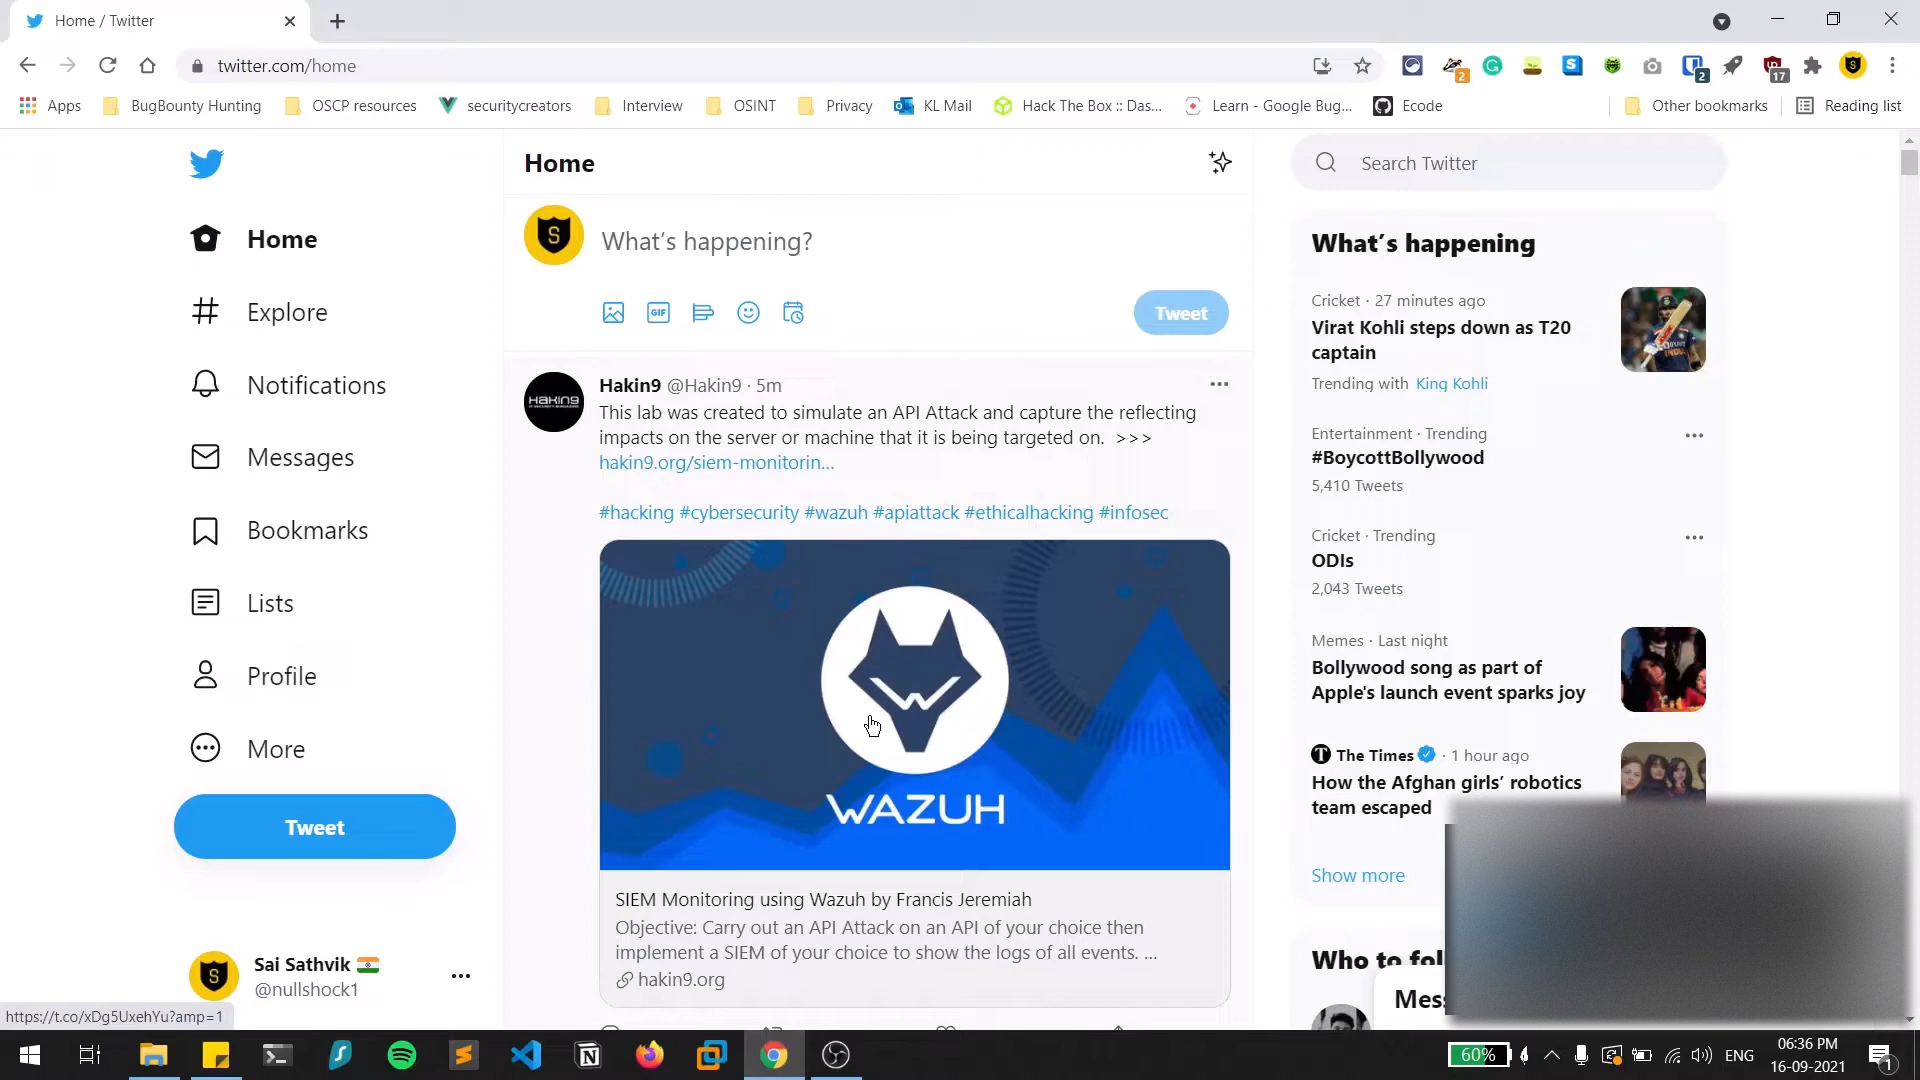 Home / Twitter
twitter.com/home
2
2
17
Apps
BugBounty Hunting
OSCP resources
securitycreators
Interview
OSINT
Privacy
KL Mail
Hack The Box :: Das...
Learn - Google Bug...
Ecode
Other bookmarks
Reading list
Home
Explore
Notifications
Messages
Bookmarks
Lists
Profile
More
Tweet
Sai Sathvik 🇮🇳
@nullshock1
https://t.co/xDg5UxehYu?amp=1
Home
S
What's happening?
GIF
Tweet
HAKIN9
Hakin9 @Hakin9 · 5m
This lab was created to simulate an API Attack and capture the reflecting
impacts on the server or machine that it is being targeted on. >>>
hakin9.org/siem-monitorin...
#hacking #cybersecurity #wazuh #apiattack #ethicalhacking #infosec
WAZUH
SIEM Monitoring using Wazuh by Francis Jeremiah
Objective: Carry out an API Attack on an API of your choice then
implement a SIEM of your choice to show the logs of all events. ...
hakin9.org
Search Twitter
What's happening
Cricket · 27 minutes ago
Virat Kohli steps down as T20
captain
Trending with King Kohli
Entertainment · Trending
#BoycottBollywood
5,410 Tweets
Cricket · Trending
ODIs
2,043 Tweets
Memes · Last night
Bollywood song as part of
Apple's launch event sparks joy
The Times · 1 hour ago
How the Afghan girls' robotics
team escaped
Show more
Who to fol
Mess
60%
ENG
06:36 PM
16-09-2021
1